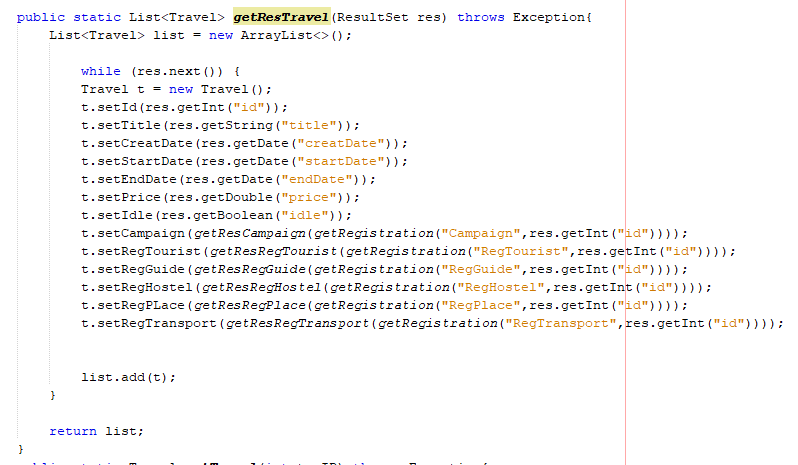 public static List<Travel> getResTravel(ResultSet res) throws Exception{
List<Travel> list = new ArrayList<>();
while (res.next()) {
Travel t = new Travel();
t.setId(res.getInt("id"));
t.setTitle(res.getString("title"));
t.setCreatDate(res.getDate("creatDate"));
t.setStartDate(res.getDate("startDate"));
t.setEndDate(res.getDate("endDate"));
t.setPrice(res.getDouble("price"));
t.setIdle(res.getBoolean("idle"));
t.setCampaign(getResCampaign(getRegistration("Campaign",res.getInt("id"))));
t.setRegTourist(getResRegTourist(getRegistration("RegTourist",res.getInt("id"))));
t.setRegGuide(getResRegGuide(getRegistration("RegGuide",res.getInt("id"))));
t.setRegHostel(getResRegHostel(getRegistration("RegHostel",res.getInt("id"))));
t.setRegPLace(getResRegPlace(getRegistration("RegPlace",res.getInt("id"))));
t.setRegTransport(getResRegTransport(getRegistration("RegTransport",res.getInt("id"))));
list.add(t);
}
return list;
}